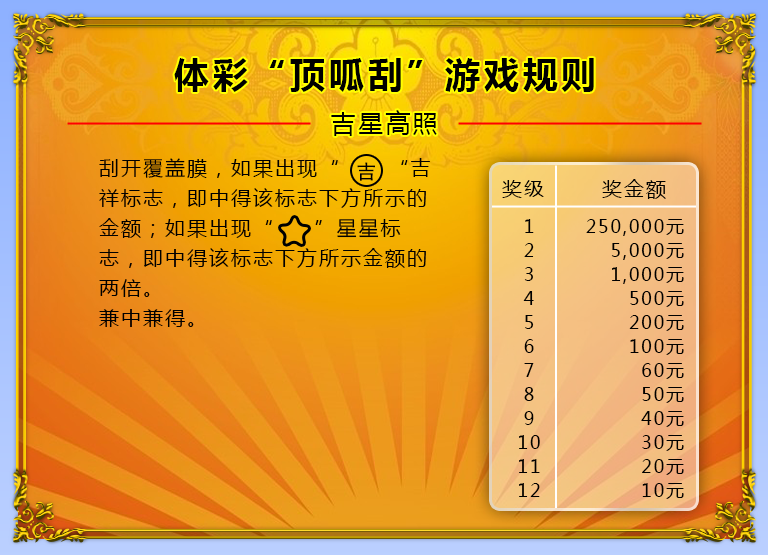 体彩“顶呱刮”游戏规则
吉星高照
刮开覆盖膜，如果出现“吉“吉
祥标志，即中得该标志下方所示的
金额；如果出现“☆”星星标
志，即中得该标志下方所示金额的
两倍。
兼中兼得。
奖级 奖金额
1 250,000元
2 5,000元
3 1,000元
4 500元
5 200元
6 100元
7 60元
8 50元
9 40元
10 30元
11 20元
12 10元